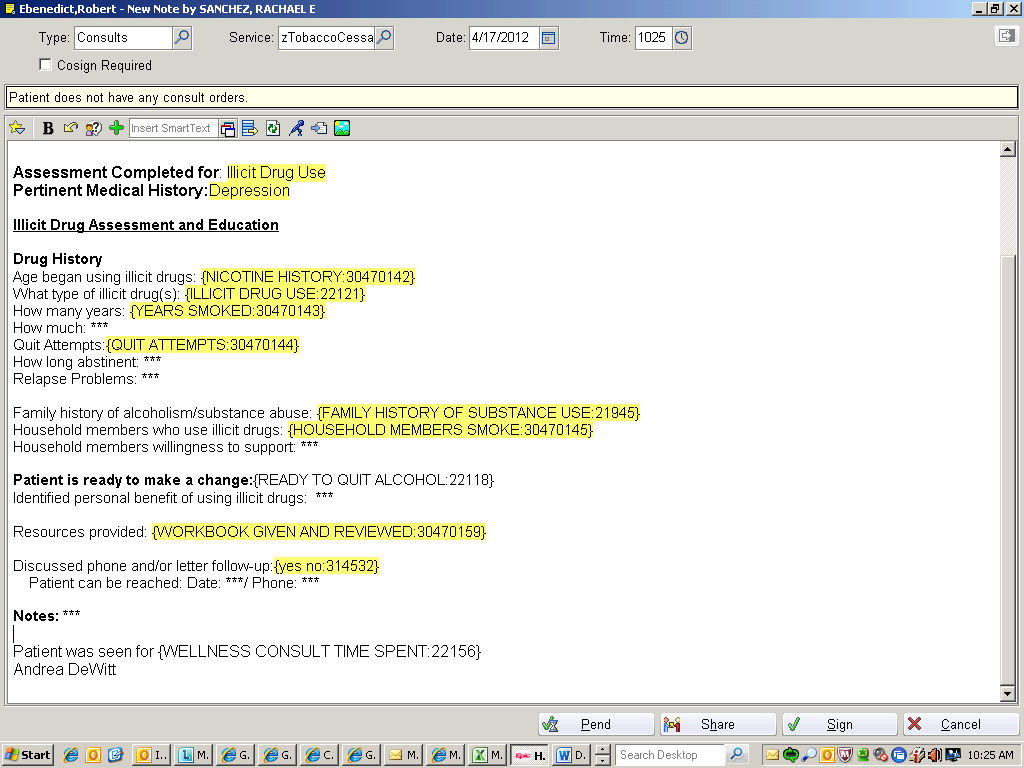 Ebenedict,Robert - New Note by SANCHEZ, RACHAEL E
Type: Consults Service: zTobaccoCessa Date: 4/17/2012 Time: 1025
Cosign Required
Patient does not have any consult orders.
B Insert SmartText
Assessment Completed for: Illicit Drug Use
Pertinent Medical History:Depression
Illicit Drug Assessment and Education
Drug History
Age began using illicit drugs: {NICOTINE HISTORY:30470142}
What type of illicit drug(s): {ILLICIT DRUG USE:22121}
How many years: {YEARS SMOKED:30470143}
How much: ***
Quit Attempts:{QUIT ATTEMPTS:30470144}
How long abstinent: ***
Relapse Problems: ***
Family history of alcoholism/substance abuse: {FAMILY HISTORY OF SUBSTANCE USE:21945}
Household members who use illicit drugs: {HOUSEHOLD MEMBERS SMOKE:30470145}
Household members willingness to support: ***
Patient is ready to make a change:{READY TO QUIT ALCOHOL:22118}
Identified personal benefit of using illicit drugs: ***
Resources provided: {WORKBOOK GIVEN AND REVIEWED:30470159}
Discussed phone and/or letter follow-up:{yes no:314532}
Patient can be reached: Date: ***/ Phone: ***
Notes: ***
Patient was seen for {WELLNESS CONSULT TIME SPENT:22156}
Andrea DeWitt
Pend Share Sign Cancel
Start I.. M. G. G. C. G. M. M. M. H. D. Search Desktop 10:25 AM